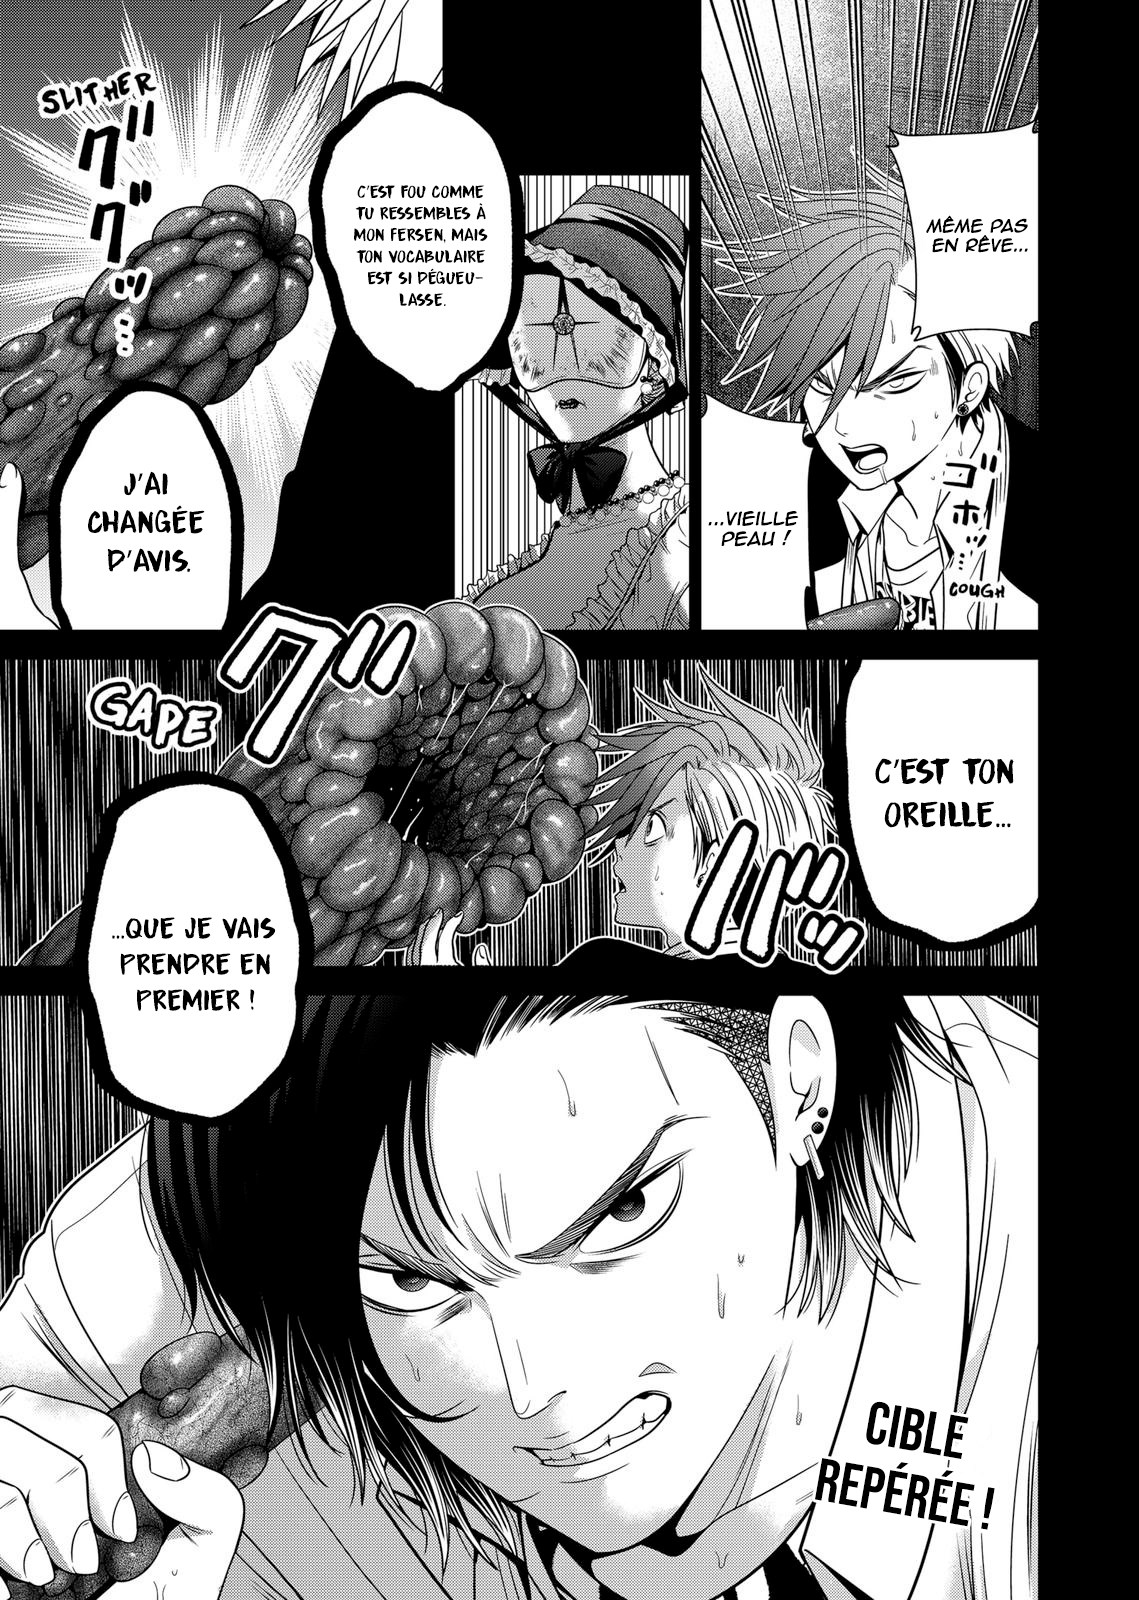 MÊME PAS
EN RÊVE...
...VIEILLE
PEAU !
ゴホッ…
COUGH
C'EST FOU COMME
TU RESSEMBLES À
MON FERSEN, MAIS
TON VOCABULAIRE
EST SI DÉGUEU-
LASSE.
SLITHER
グググッ…
J'AI
CHANGÉE
D'AVIS.
C'EST TON
OREILLE...
GAPE
グバッ
...QUE JE VAIS
PRENDRE EN
PREMIER !
CIBLE
REPÉRÉE !